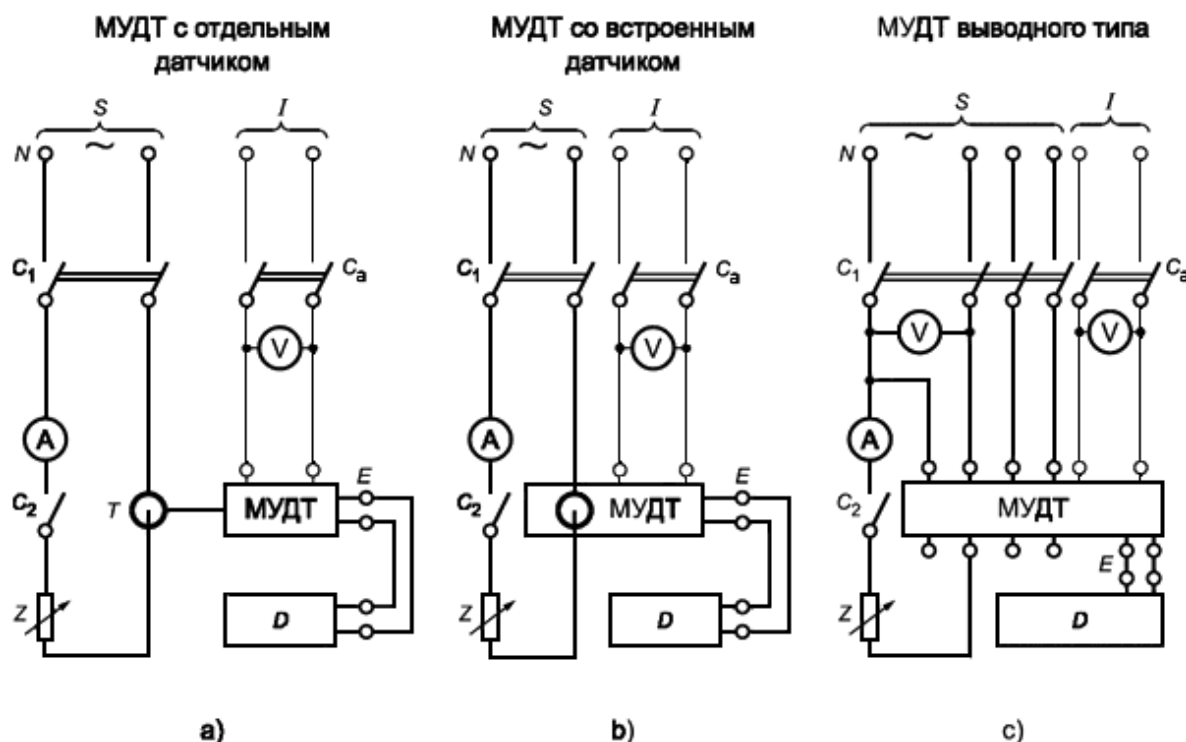 МУДТ с отдельным
датчиком
МУДТ со встроенным
датчиком
МУДТ выводного типа
S I S I S I
~ ~ ~
N N N
C1 Ca C1 Ca C1 Ca
V V V V
A A A
E E
C2 T МУДТ C2 МУДТ C2 МУДТ
E
Z D Z D Z D
a) b) c)